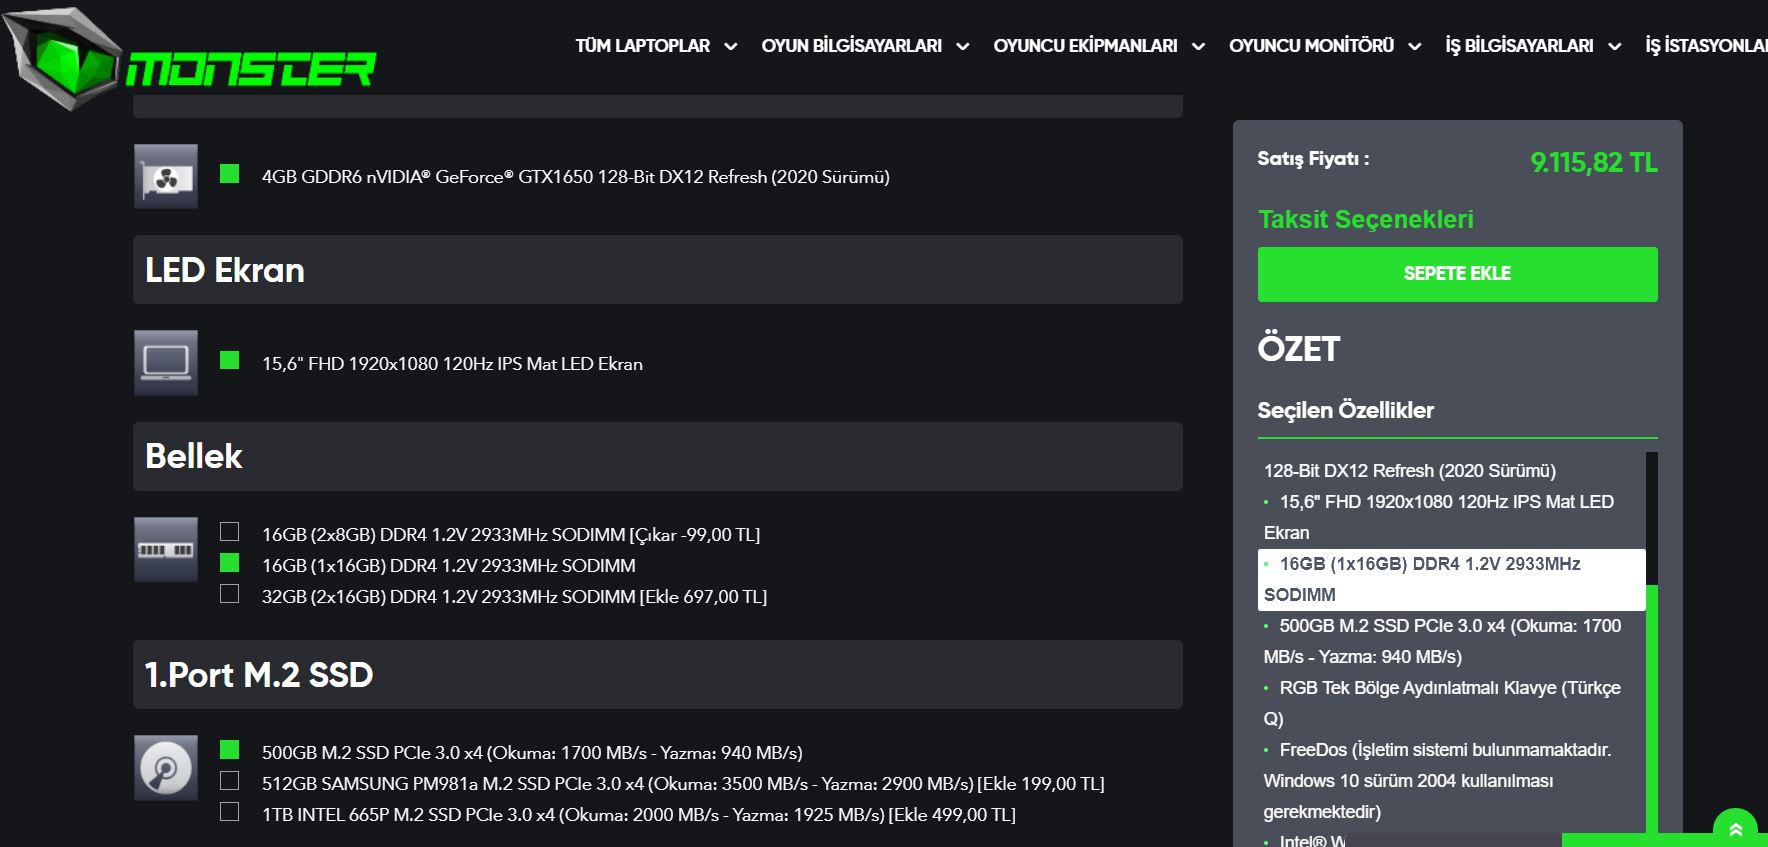 MONSTER
TÜM LAPTOPLAR
OYUN BİLGİSAYARLARI
OYUNCU EKİPMANLARI
OYUNCU MONİTÖRÜ
İŞ BİLGİSAYARLARI
İŞ İSTASYONLA
4GB GDDR6 nVIDIA® GeForce® GTX1650 128-Bit DX12 Refresh (2020 Sürümü)
LED Ekran
15,6" FHD 1920x1080 120Hz IPS Mat LED Ekran
Bellek
16GB (2x8GB) DDR4 1.2V 2933MHz SODIMM [Çıkar -99,00 TL]
16GB (1x16GB) DDR4 1.2V 2933MHz SODIMM
32GB (2x16GB) DDR4 1.2V 2933MHz SODIMM [Ekle 697,00 TL]
1.Port M.2 SSD
500GB M.2 SSD PCIe 3.0 x4 (Okuma: 1700 MB/s - Yazma: 940 MB/s)
512GB SAMSUNG PM981a M.2 SSD PCIe 3.0 x4 (Okuma: 3500 MB/s - Yazma: 2900 MB/s) [Ekle 199,00 TL]
1TB INTEL 665P M.2 SSD PCIe 3.0 x4 (Okuma: 2000 MB/s - Yazma: 1925 MB/s) [Ekle 499,00 TL]
Satış Fiyatı :
9.115,82 TL
Taksit Seçenekleri
SEPETE EKLE
ÖZET
Seçilen Özellikler
128-Bit DX12 Refresh (2020 Sürümü)
• 15,6" FHD 1920x1080 120Hz IPS Mat LED
Ekran
• 16GB (1x16GB) DDR4 1.2V 2933MHz
SODIMM
• 500GB M.2 SSD PCIe 3.0 x4 (Okuma: 1700
MB/s - Yazma: 940 MB/s)
• RGB Tek Bölge Aydınlatmalı Klavye (Türkçe
Q)
• FreeDos (İşletim sistemi bulunmamaktadır.
Windows 10 sürüm 2004 kullanılması
gerekmektedir)
• Intel® W